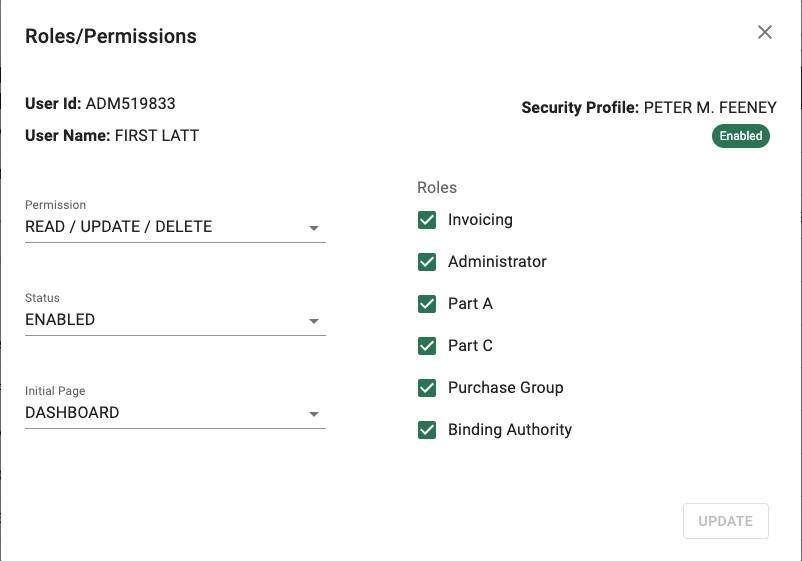 Roles/Permissions
User Id: ADM519833
User Name: FIRST LATT
Security Profile: PETER M. FEENEY
Enabled
Permission
READ / UPDATE / DELETE
Status
ENABLED
Initial Page
DASHBOARD
Roles
Invoicing
Administrator
Part A
Part C
Purchase Group
Binding Authority
UPDATE